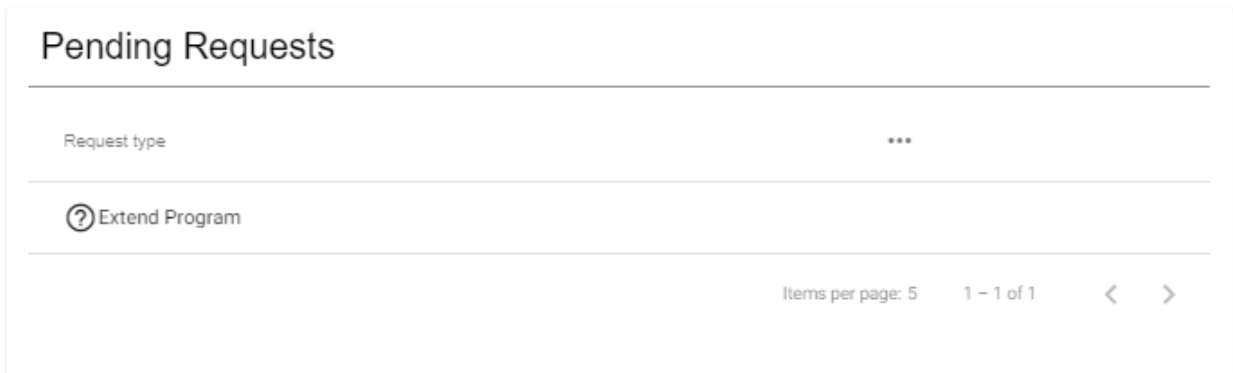 Pending Requests
Request type •••
? Extend Program
Items per page: 5 1 – 1 of 1 < >